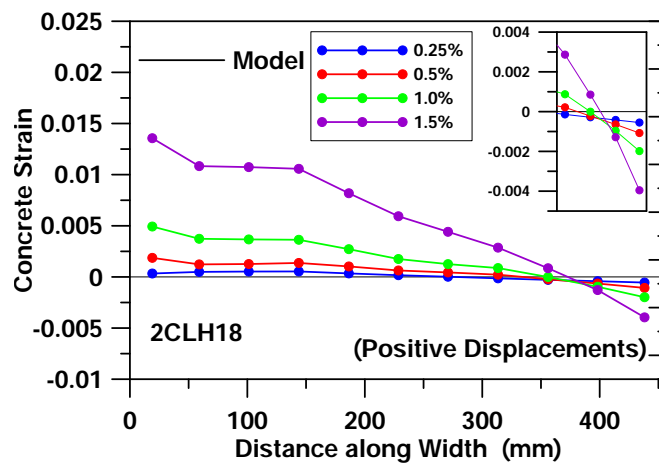 0.025
0.02
0.015
0.01
0.005
0
-0.005
-0.01
Concrete Strain
Model
0.25%
0.5%
1.0%
1.5%
0.004
0.002
0.000
-0.002
-0.004
2CLH18
(Positive Displacements)
0 100 200 300 400
Distance along Width (mm)